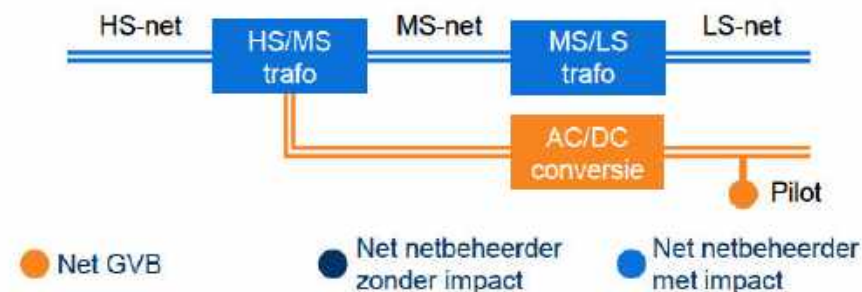 HS-net
HS/MS
trafo
MS-net
MS/LS
trafo
LS-net
AC/DC
conversie
Pilot
Net GVB
Net netbeheerder
zonder impact
Net netbeheerder
met impact